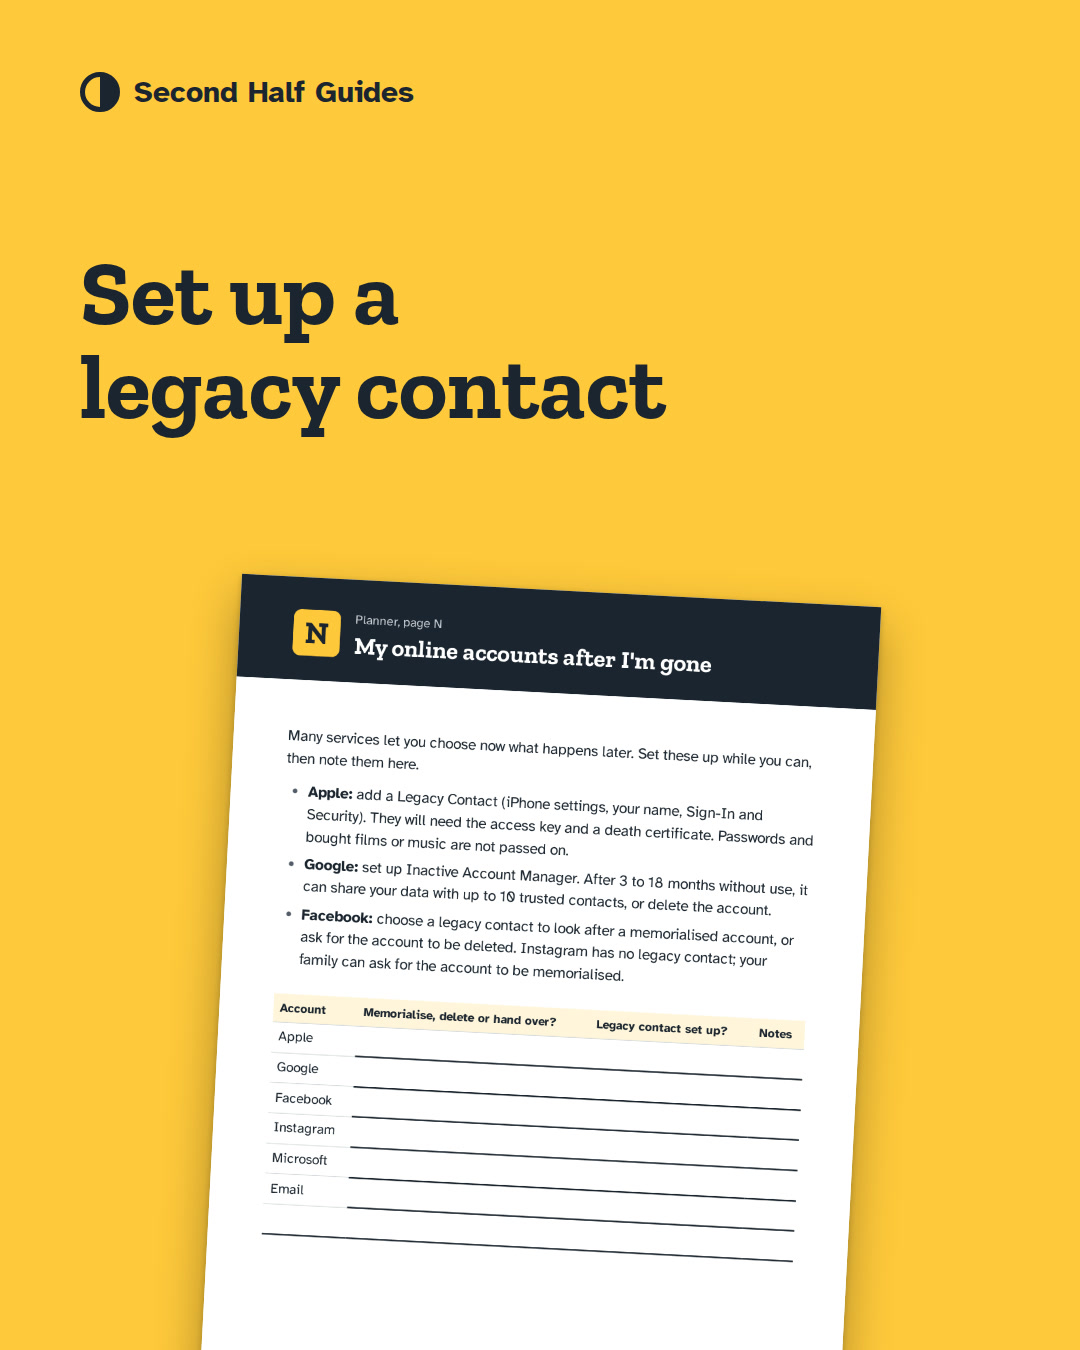 Second Half Guides
Set up a
legacy contact
N
Planner, page N
My online accounts after I'm gone
Many services let you choose now what happens later. Set these up while you can,
then note them here.
• Apple: add a Legacy Contact (iPhone settings, your name, Sign-In and
Security). They will need the access key and a death certificate. Passwords and
bought films or music are not passed on.
• Google: set up Inactive Account Manager. After 3 to 18 months without use, it
can share your data with up to 10 trusted contacts, or delete the account.
• Facebook: choose a legacy contact to look after a memorialised account, or
ask for the account to be deleted. Instagram has no legacy contact; your
family can ask for the account to be memorialised.
Account Memorialise, delete or hand over? Legacy contact set up? Notes
Apple
Google
Facebook
Instagram
Microsoft
Email